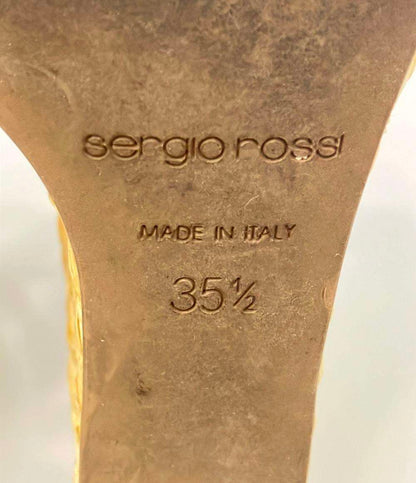 sergio rossi
MADE IN ITALY
35½